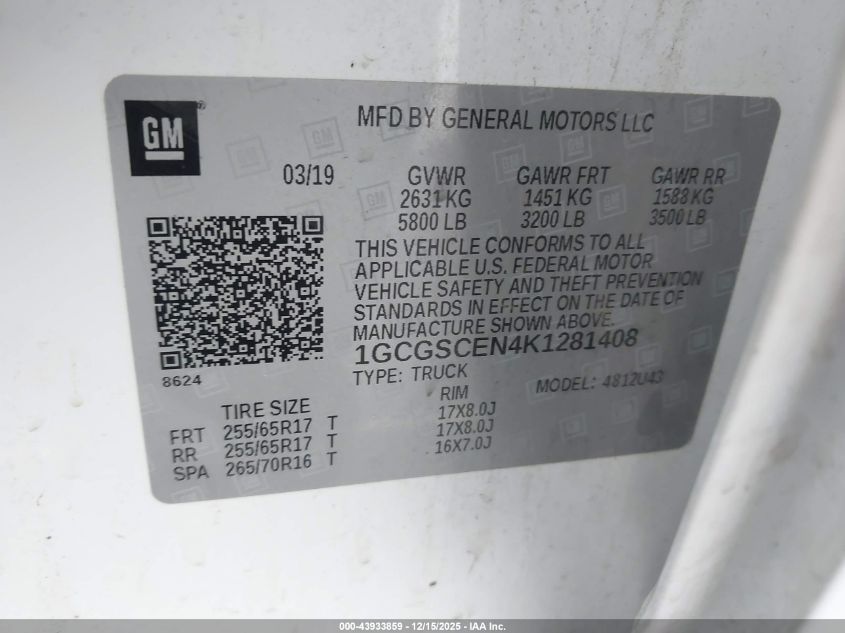 GM®
MFD BY GENERAL MOTORS LLC
03/19 GVWR GAWR FRT GAWR RR
2631 KG 1451 KG 1588 KG
5800 LB 3200 LB 3500 LB
THIS VEHICLE CONFORMS TO ALL
APPLICABLE U.S. FEDERAL MOTOR
VEHICLE SAFETY AND THEFT PREVENTION
STANDARDS IN EFFECT ON THE DATE OF
MANUFACTURE SHOWN ABOVE.
1GCGSCEN4K1281408
8624
TYPE: TRUCK MODEL: 4812U43
TIRE SIZE RIM
FRT 255/65R17 T 17X8.0J
RR 255/65R17 T 17X8.0J
SPA 265/70R16 T 16X7.0J
000-43933859 - 12/15/2025 - IAA Inc.